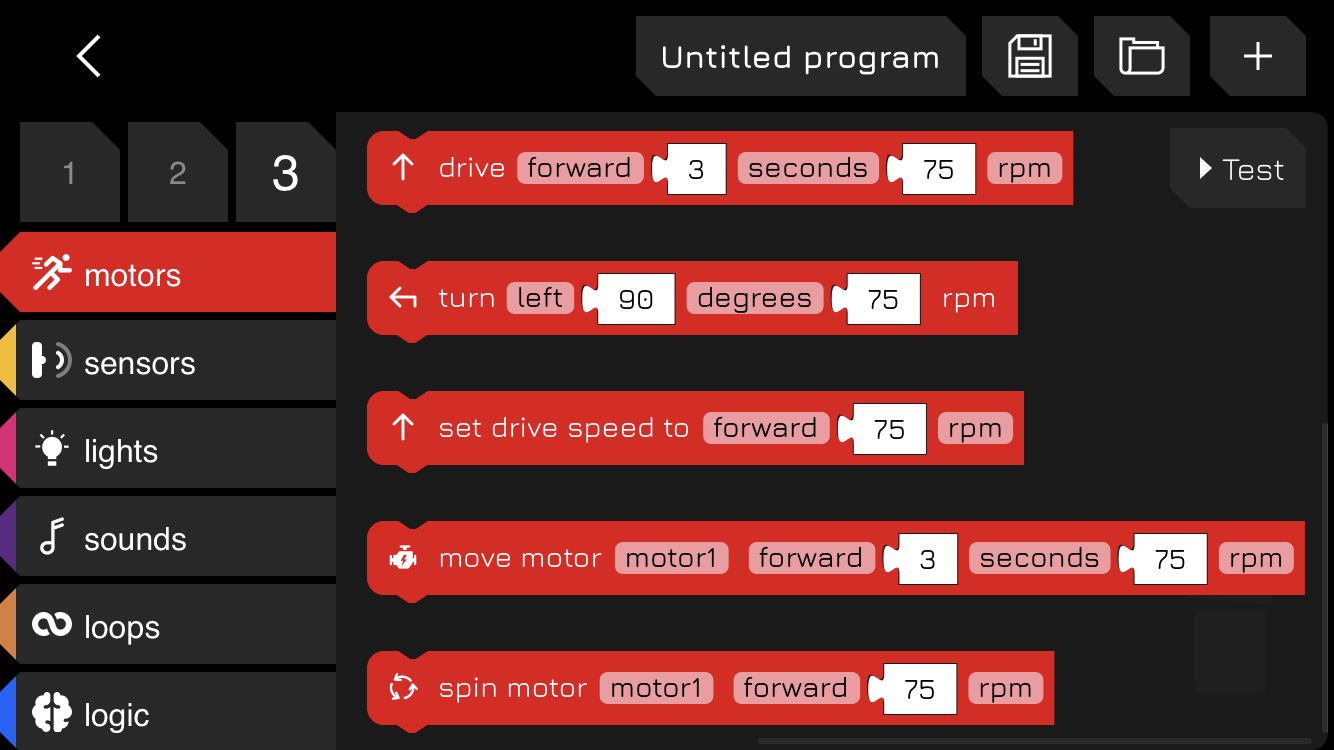 Untitled program
1 2 3
Test
motors
sensors
lights
sounds
loops
logic
drive forward 3 seconds 75 rpm
turn left 90 degrees 75 rpm
set drive speed to forward 75 rpm
move motor motor1 forward 3 seconds 75 rpm
spin motor motor1 forward 75 rpm